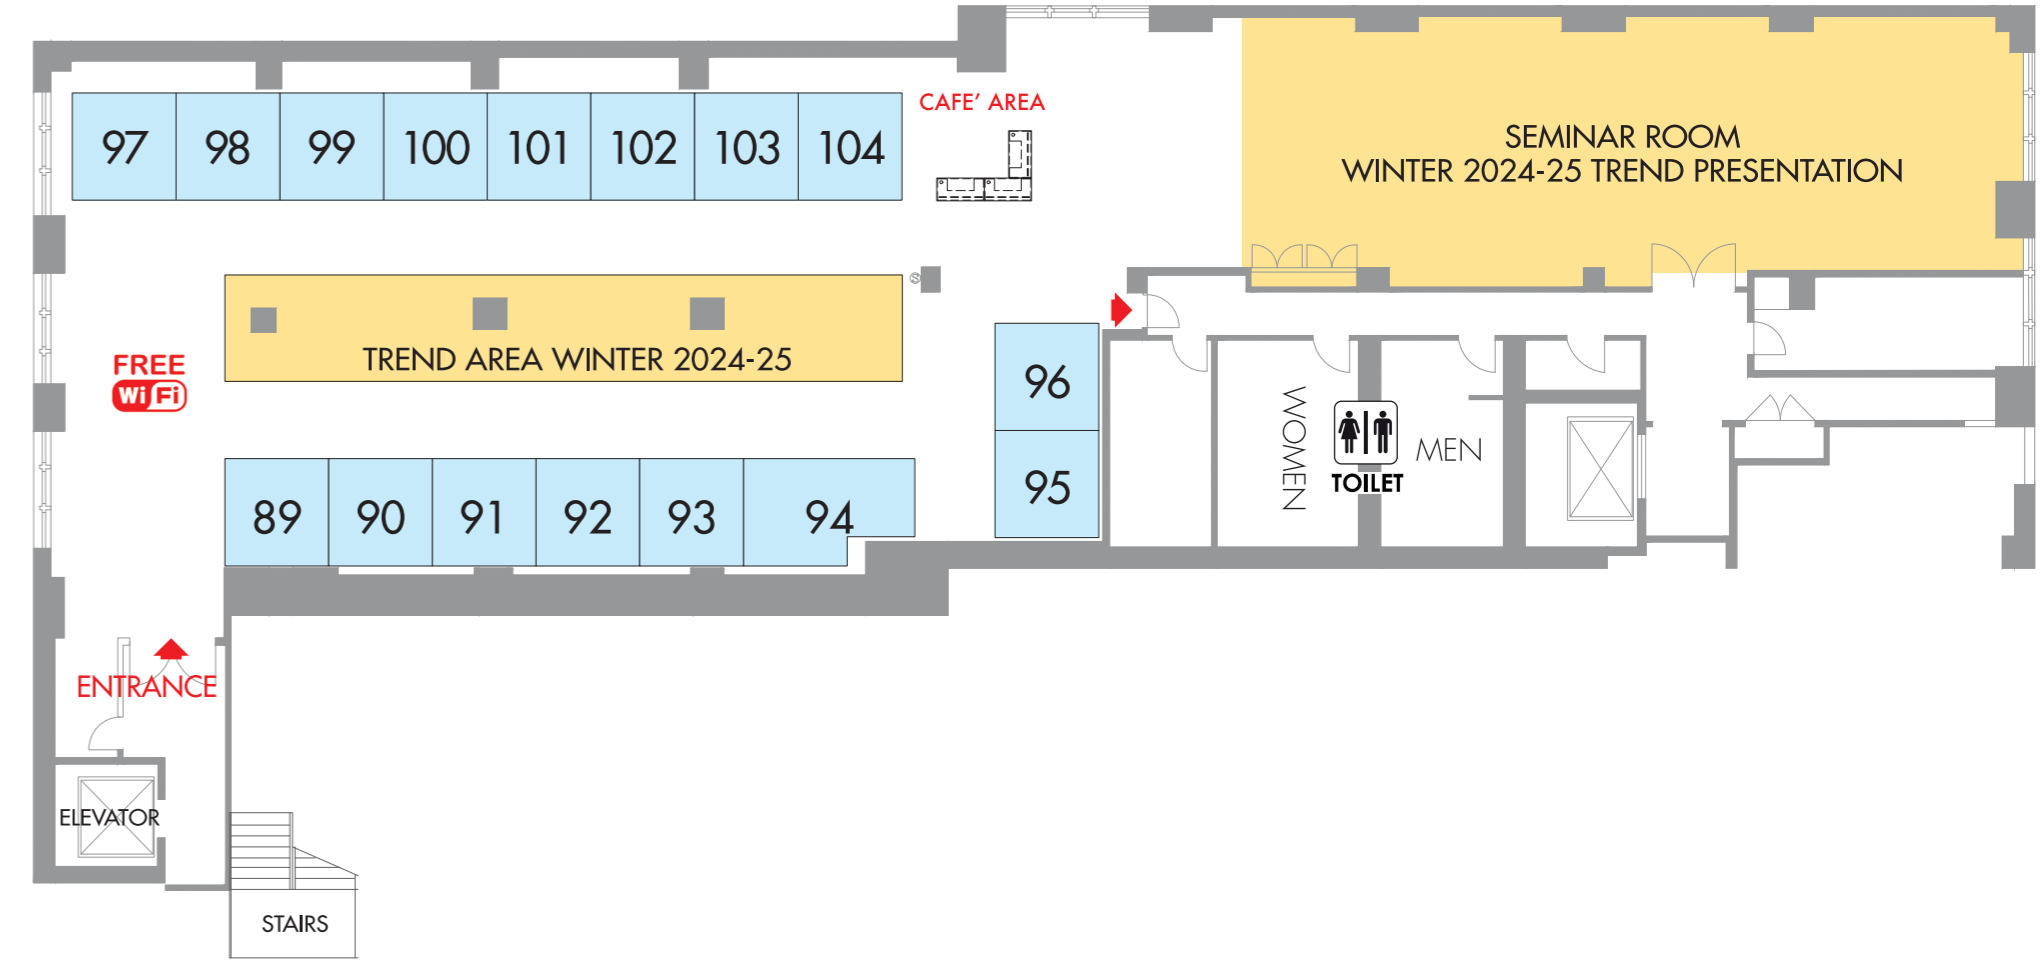 97 98 99 100 101 102 103 104
CAFE' AREA
SEMINAR ROOM
WINTER 2024-25 TREND PRESENTATION
TREND AREA WINTER 2024-25
FREE
Wi Fi
96
95
WOMEN
MEN
TOILET
89 90 91 92 93 94
ENTRANCE
ELEVATOR
STAIRS